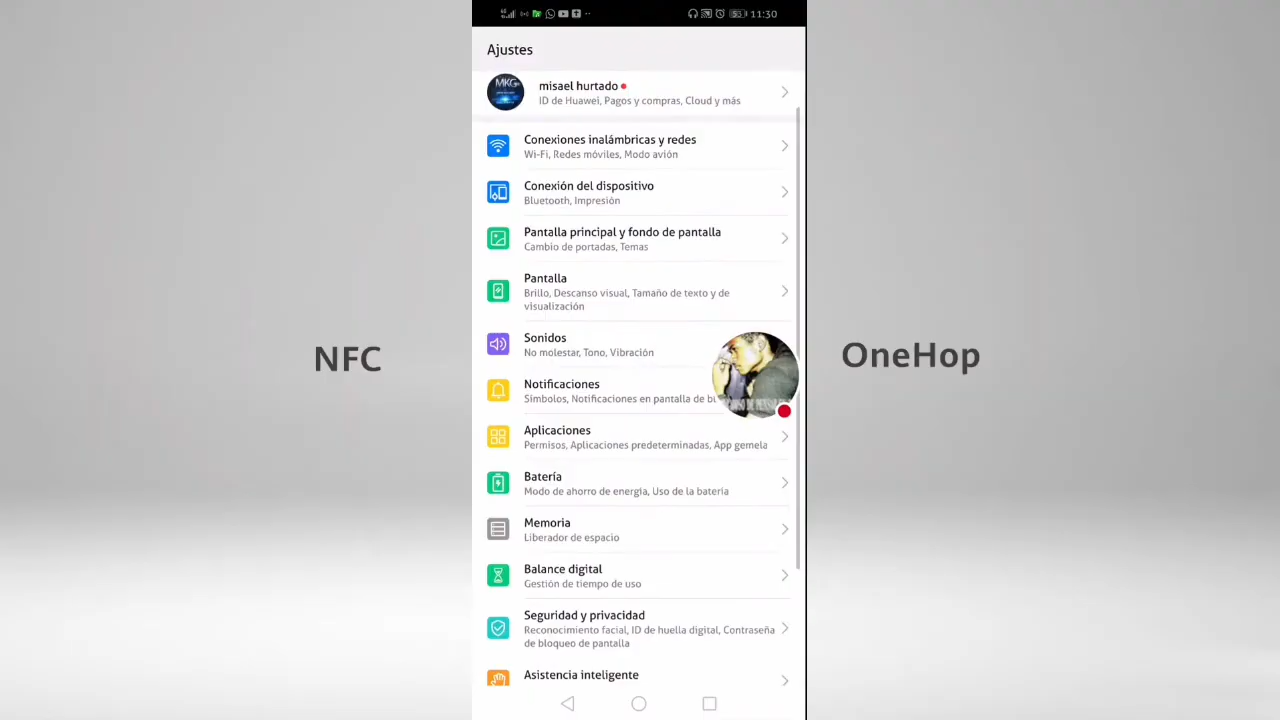 11:30
Ajustes
MKG
misael hurtado
ID de Huawei, Pagos y compras, Cloud y más
Conexiones inalámbricas y redes
Wi-Fi, Redes móviles, Modo avión
Conexión del dispositivo
Bluetooth, Impresión
Pantalla principal y fondo de pantalla
Cambio de portadas, Temas
Pantalla
Brillo, Descanso visual, Tamaño de texto y de
visualización
NFC
OneHop
Sonidos
No molestar, Tono, Vibración
Notificaciones
Símbolos, Notificaciones en pantalla de
Aplicaciones
Permisos, Aplicaciones predeterminadas, App gemela
Batería
Modo de ahorro de energía, Uso de la batería
Memoria
Liberador de espacio
Balance digital
Gestión de tiempo de uso
Seguridad y privacidad
Reconocimiento facial, ID de huella digital, Contraseña
de bloqueo de pantalla
Asistencia inteligente